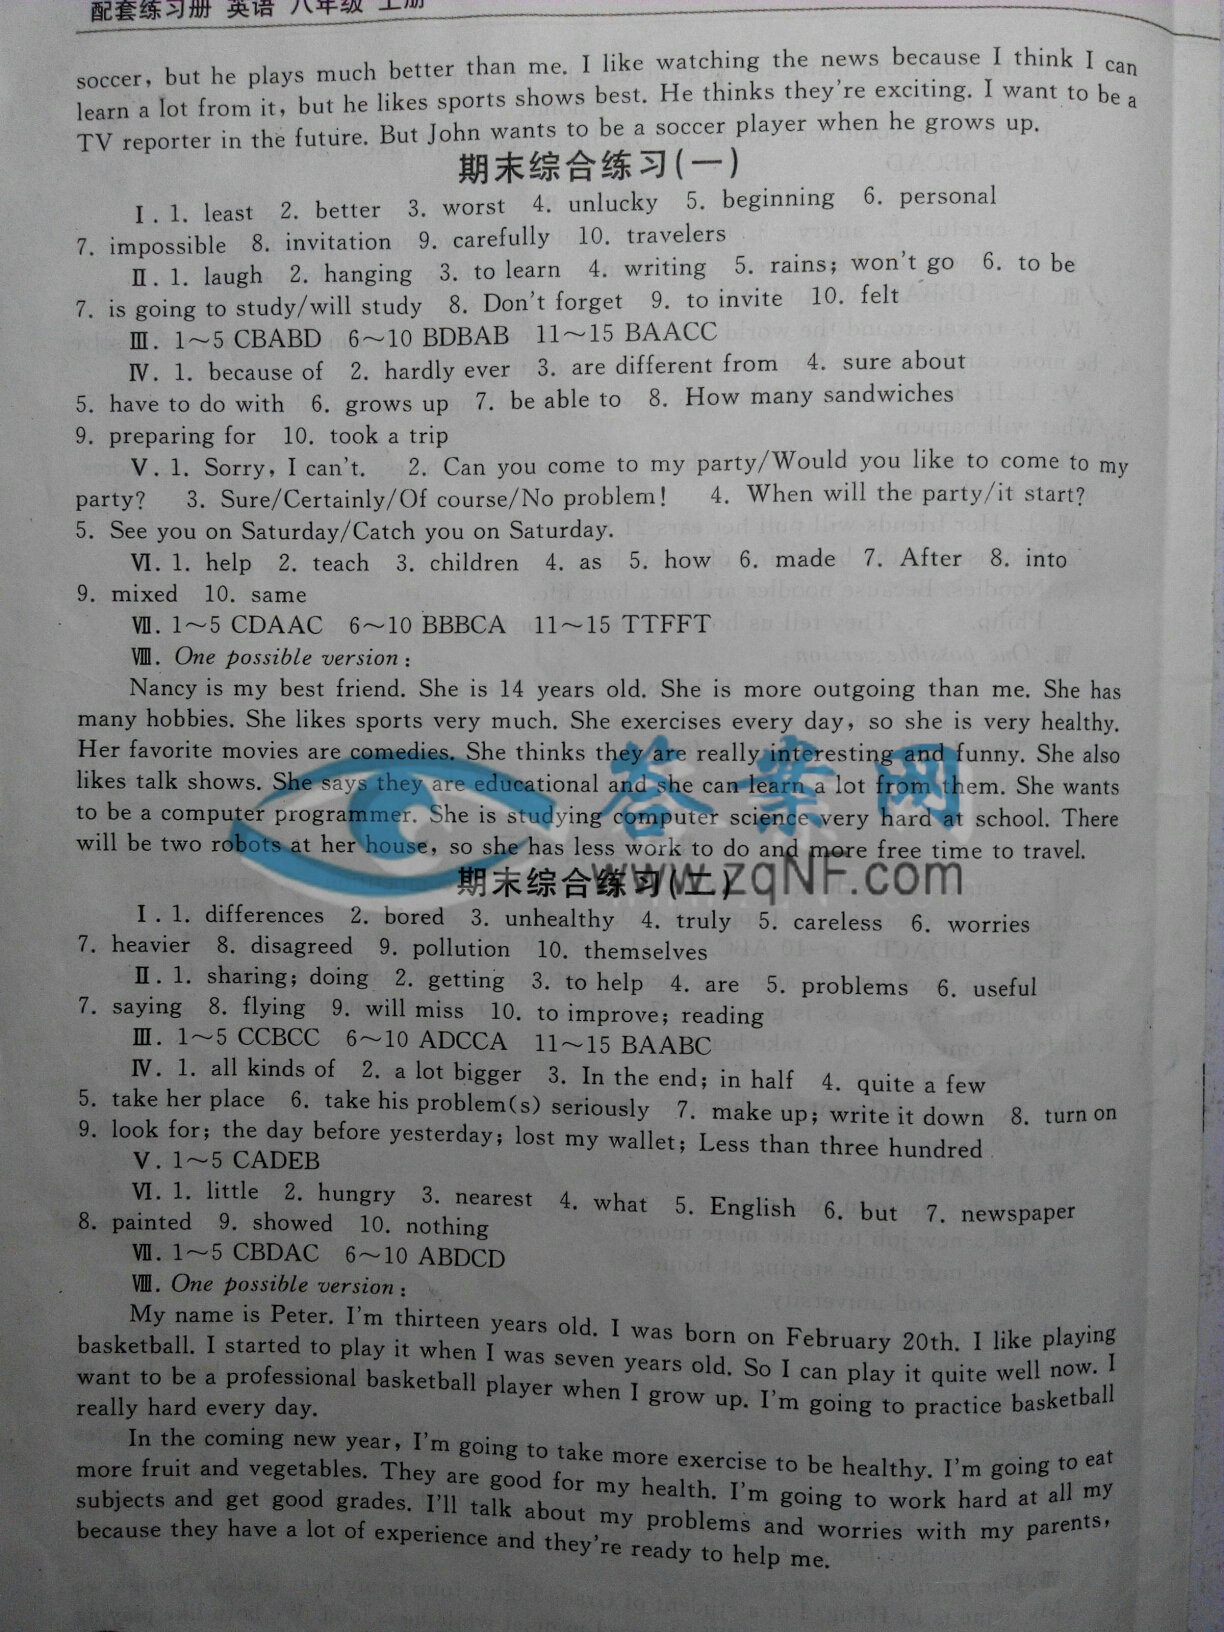 配套练习册 英语 八年级 上册
soccer, but he plays much better than me. I like watching the news because I think I can
learn a lot from it, but he likes sports shows best. He thinks they're exciting. I want to be a
TV reporter in the future. But John wants to be a soccer player when he grows up.
期末综合练习(一)
Ⅰ. 1. least 2. better 3. worst 4. unlucky 5. beginning 6. personal
7. impossible 8. invitation 9. carefully 10. travelers
Ⅱ. 1. laugh 2. hanging 3. to learn 4. writing 5. rains; won't go 6. to be
7. is going to study/will study 8. Don't forget 9. to invite 10. felt
Ⅲ. 1～5 CBABD 6～10 BDBAB 11～15 BAACC
Ⅳ. 1. because of 2. hardly ever 3. are different from 4. sure about
5. have to do with 6. grows up 7. be able to 8. How many sandwiches
9. preparing for 10. took a trip
Ⅴ. 1. Sorry, I can't. 2. Can you come to my party/Would you like to come to my
party? 3. Sure/Certainly/Of course/No problem! 4. When will the party/it start?
5. See you on Saturday/Catch you on Saturday.
Ⅵ. 1. help 2. teach 3. children 4. as 5. how 6. made 7. After 8. into
9. mixed 10. same
Ⅶ. 1～5 CDAAC 6～10 BBBCA 11～15 TTFFT
Ⅷ. One possible version:
Nancy is my best friend. She is 14 years old. She is more outgoing than me. She has
many hobbies. She likes sports very much. She exercises every day, so she is very healthy.
Her favorite movies are comedies. She thinks they are really interesting and funny. She also
likes talk shows. She says they are educational and she can learn a lot from them. She wants
to be a computer programmer. She is studying computer science very hard at school. There
will be two robots at her house, so she has less work to do and more free time to travel.
答案网
www.zqNF.com
期末综合练习(二)
Ⅰ. 1. differences 2. bored 3. unhealthy 4. truly 5. careless 6. worries
7. heavier 8. disagreed 9. pollution 10. themselves
Ⅱ. 1. sharing; doing 2. getting 3. to help 4. are 5. problems 6. useful
7. saying 8. flying 9. will miss 10. to improve; reading
Ⅲ. 1～5 CCBCC 6～10 ADCCA 11～15 BAABC
Ⅳ. 1. all kinds of 2. a lot bigger 3. In the end; in half 4. quite a few
5. take her place 6. take his problem(s) seriously 7. make up; write it down 8. turn on
9. look for; the day before yesterday; lost my wallet; Less than three hundred
Ⅴ. 1～5 CADEB
Ⅵ. 1. little 2. hungry 3. nearest 4. what 5. English 6. but 7. newspaper
8. painted 9. showed 10. nothing
Ⅶ. 1～5 CBDAC 6～10 ABDCD
Ⅷ. One possible version:
My name is Peter. I'm thirteen years old. I was born on February 20th. I like playing
basketball. I started to play it when I was seven years old. So I can play it quite well now. I
want to be a professional basketball player when I grow up. I'm going to practice basketball
really hard every day.
In the coming new year, I'm going to take more exercise to be healthy. I'm going to eat
more fruit and vegetables. They are good for my health. I'm going to work hard at all my
subjects and get good grades. I'll talk about my problems and worries with my parents,
because they have a lot of experience and they're ready to help me.